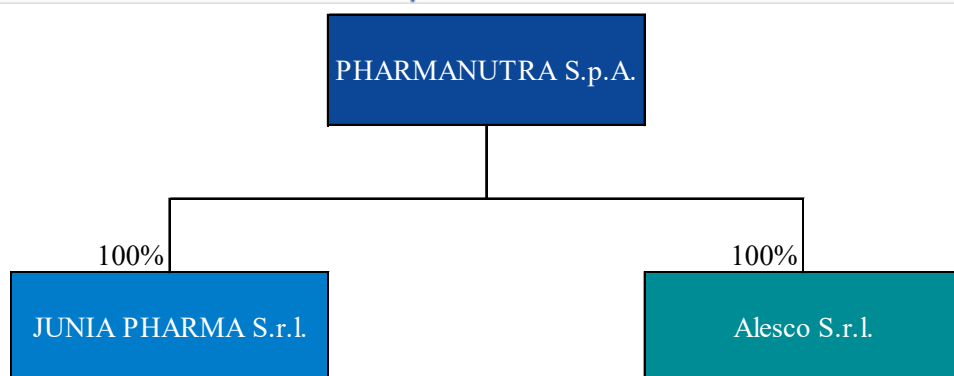 PHARMANUTRA S.p.A.
100%
100%
JUNIA PHARMA S.r.l.
Alesco S.r.l.